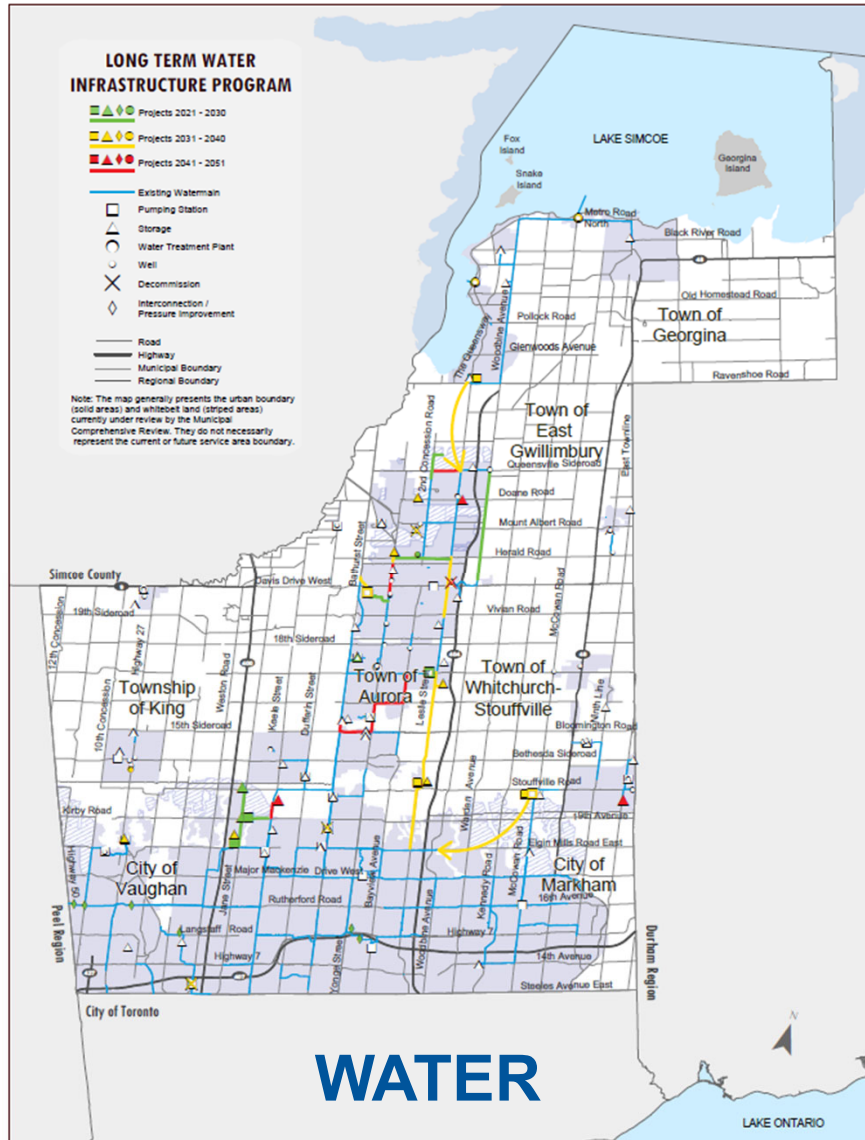 LONG TERM WATER
INFRASTRUCTURE PROGRAM
Projects 2021 - 2030
Projects 2031 - 2040
Projects 2041 - 2051
Existing Watermain
Pumping Station
Storage
Water Treatment Plant
Well
Decommission
Interconnection /
Pressure Improvement
Road
Highway
Municipal Boundary
Regional Boundary
Note: The map generally presents the urban boundary
(solid areas) and whitebelt land (striped areas)
currently under review by the Municipal
Comprehensive Review. They do not necessarily
represent the current or future service area boundary.
Fox
Island
LAKE SIMCOE
Snake
Island
Georgina
Island
Metro Road
North
Black River Road
Old Homestead Road
Woodbine Avenue
The Queensway
Pollock Road
Town of
Georgina
Glenwoods Avenue
Ravenshoe Road
2nd Concession Road
Town of
East
Gwillimbury
East Townline
Queensville Sideroad
Doane Road
Mount Albert Road
Herald Road
Bathurst Street
Simcoe County
Davis Drive West
12th Concession
19th Sideroad
Highway 27
Vivian Road
McCowan Road
18th Sideroad
Weston Road
Township
of King
Keele Street
Dufferin Street
Town of
Aurora
Leslie Street
Town of
Whitchurch-
Stouffville
Ninth Line
10th Concession
15th Sideroad
Bloomington Road
Bethesda Sideroad
Stouffville Road
Kirby Road
Warden Avenue
19th Avenue
Elgin Mills Road East
Highway 50
City of
Vaughan
Jane Street
Major Mackenzie Drive West
Bayview Avenue
Kennedy Road
McCowan Road
City of
Markham
16th Avenue
Rutherford Road
Peel Region
Langstaff Road
Highway 7
Yonge Street
Woodbine Avenue
Highway 7
14th Avenue
Durham Region
Steeles Avenue East
City of Toronto
N
WATER
LAKE ONTARIO